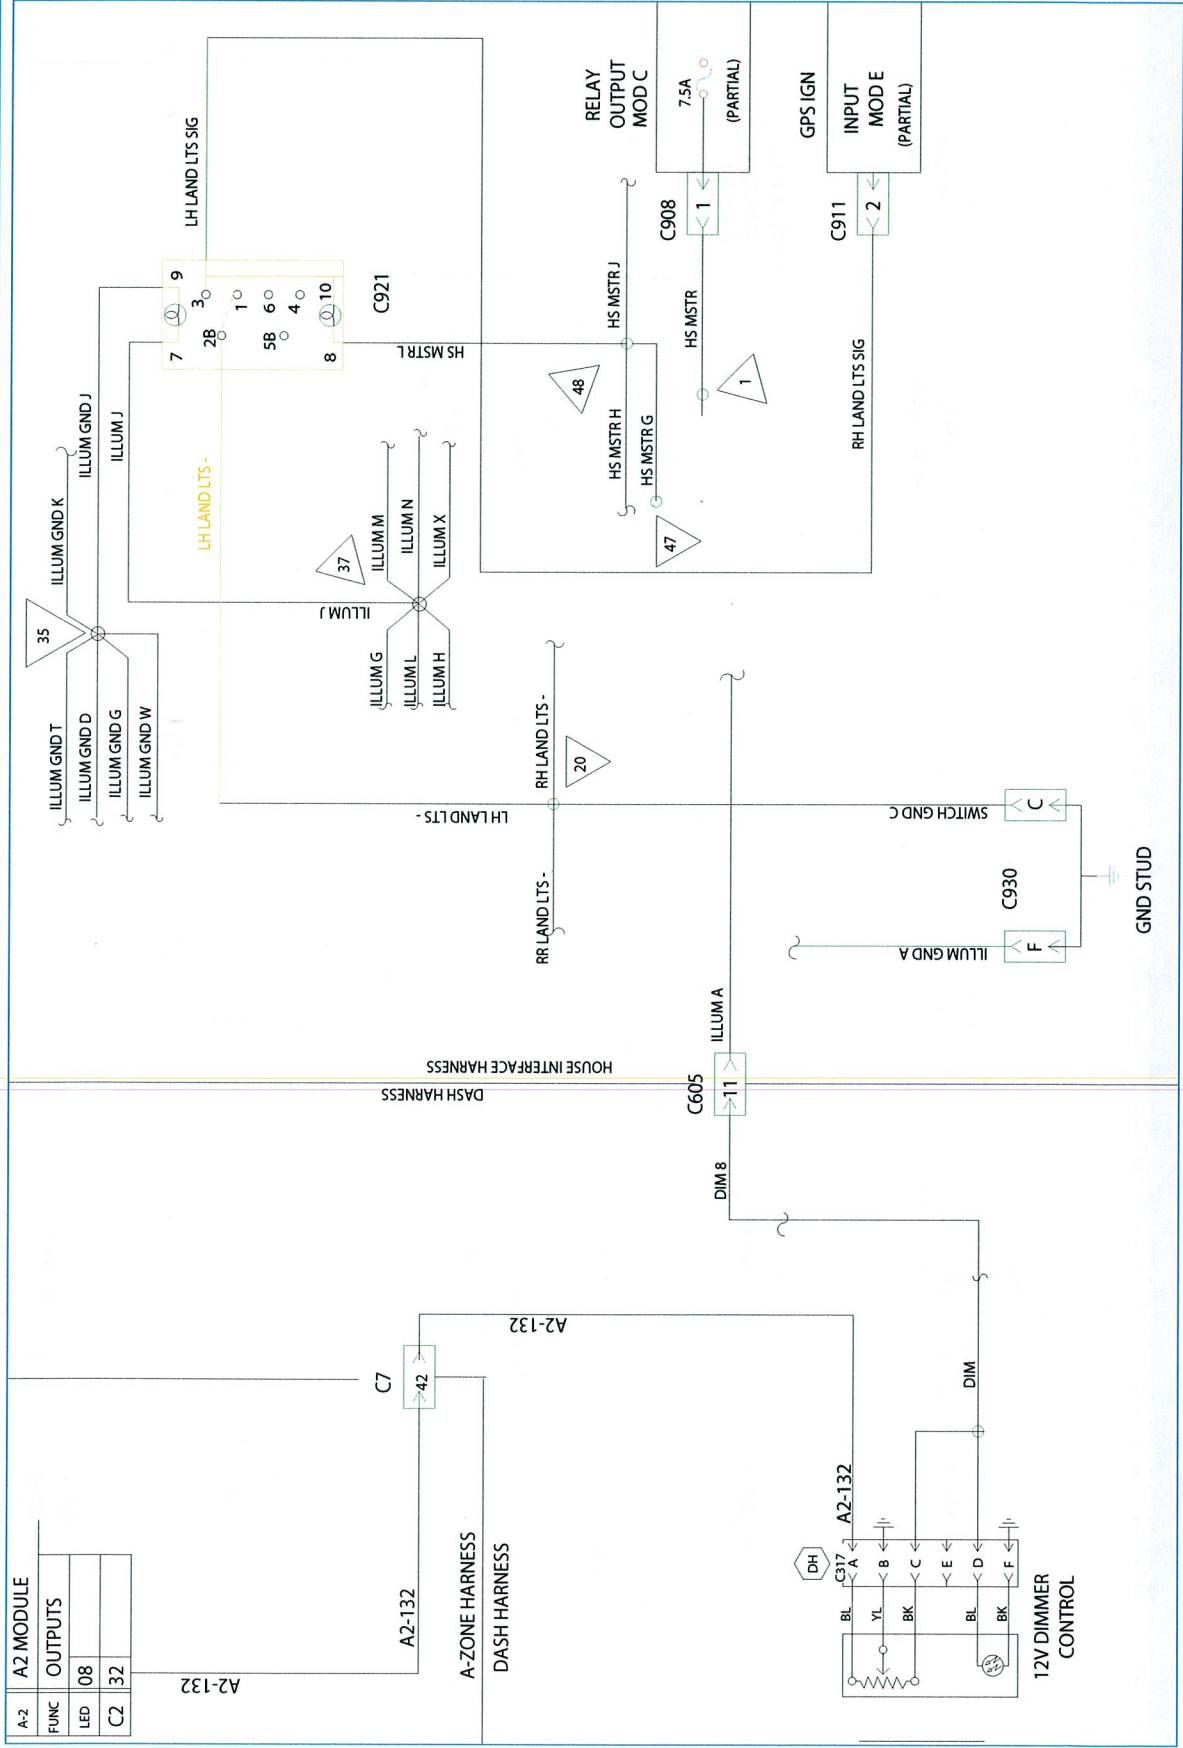 A-2
A2 MODULE
FUNC
OUTPUTS
LED
08
C2
32
A2-132
A2-132
A-ZONE HARNESS
DASH HARNESS
C7
42
A2-132
A2-132
DH
C317
A
B
C
E
D
F
BL
YL
BK
BL
BK
12V DIMMER
CONTROL
DIM
DIM 8
C605
11
DASH HARNESS
HOUSE INTERFACE HARNESS
ILLUM A
ILLUM GND A
F
C930
C
GND STUD
SWITCH GND C
RR LAND LTS -
LH LAND LTS -
RH LAND LTS -
20
ILLUM GND T
ILLUM GND D
ILLUM GND G
ILLUM GND W
35
ILLUM GND K
ILLUM GND J
ILLUM J
LH LAND LTS -
ILLUM G
ILLUM L
ILLUM H
ILLUM J
37
ILLUM M
ILLUM N
ILLUM X
7
9
2B
3
1
6
5B
4
8
10
C921
LH LAND LTS SIG
HS MSTR L
48
HS MSTR H
HS MSTR G
HS MSTR J
47
HS MSTR
1
C908
1
RELAY
OUTPUT
MOD C
7.5A
(PARTIAL)
RH LAND LTS SIG
C911
2
GPS IGN
INPUT
MOD E
(PARTIAL)